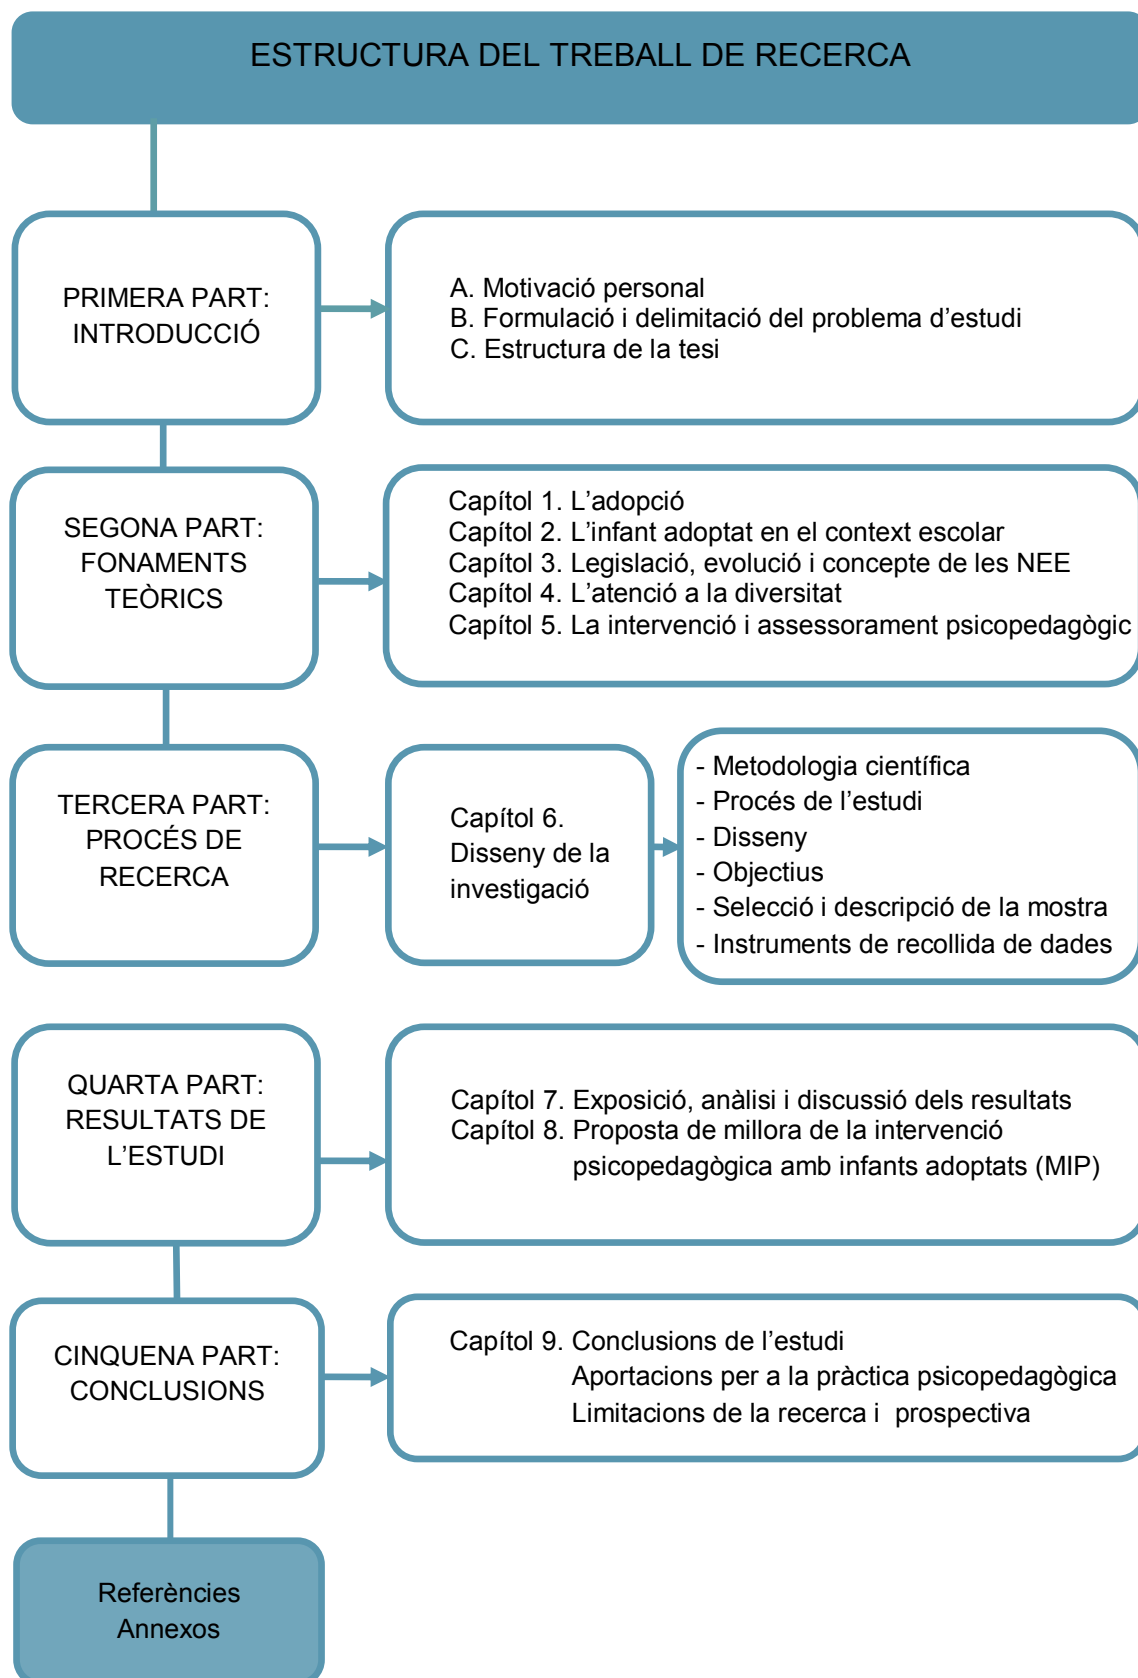 ESTRUCTURA DEL TREBALL DE RECERCA
PRIMERA PART:
INTRODUCCIÓ
A. Motivació personal
B. Formulació i delimitació del problema d’estudi
C. Estructura de la tesi
SEGONA PART:
FONAMENTS
TEÒRICS
Capítol 1. L’adopció
Capítol 2. L’infant adoptat en el context escolar
Capítol 3. Legislació, evolució i concepte de les NEE
Capítol 4. L’atenció a la diversitat
Capítol 5. La intervenció i assessorament psicopedagògic
TERCERA PART:
PROCÉS DE
RECERCA
Capítol 6.
Disseny de la
investigació
- Metodologia científica
- Procés de l’estudi
- Disseny
- Objectius
- Selecció i descripció de la mostra
- Instruments de recollida de dades
QUARTA PART:
RESULTATS DE
L’ESTUDI
Capítol 7. Exposició, anàlisi i discussió dels resultats
Capítol 8. Proposta de millora de la intervenció
psicopedagògica amb infants adoptats (MIP)
CINQUENA PART:
CONCLUSIONS
Capítol 9. Conclusions de l’estudi
Aportacions per a la pràctica psicopedagògica
Limitacions de la recerca i prospectiva
Referències
Annexos